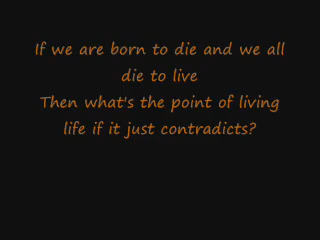 If we are born to die and we all
die to live
Then what's the point of living
life if it just contradicts?